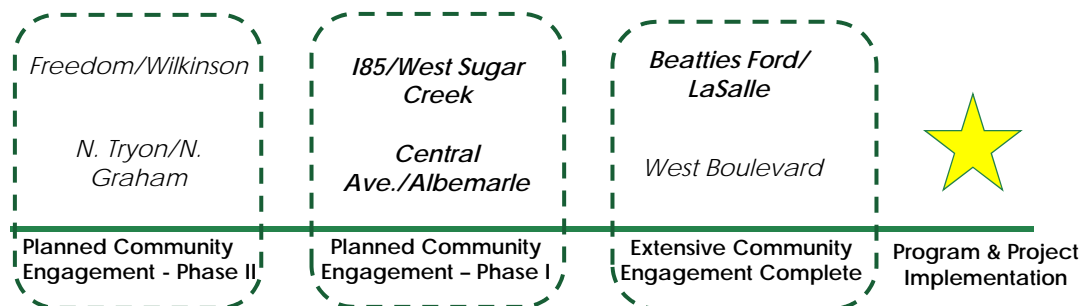 Freedom/Wilkinson
N. Tryon/N.
Graham
Planned Community
Engagement - Phase II
I85/West Sugar
Creek
Central
Ave./Albemarle
Planned Community
Engagement – Phase I
Beatties Ford/
LaSalle
West Boulevard
Extensive Community
Engagement Complete
Program & Project
Implementation